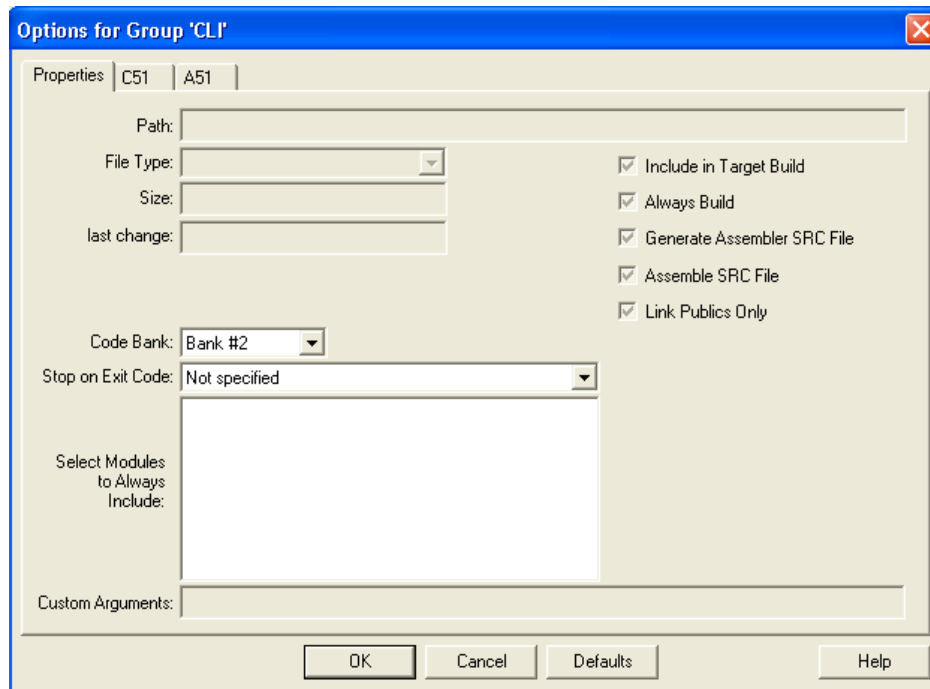 Options for Group 'CLI'
Properties C51 A51
Path:
File Type:
Include in Target Build
Size:
Always Build
last change:
Generate Assembler SRC File
Assemble SRC File
Link Publics Only
Code Bank: Bank #2
Stop on Exit Code: Not specified
Select Modules
to Always
Include:
Custom Arguments:
OK Cancel Defaults Help